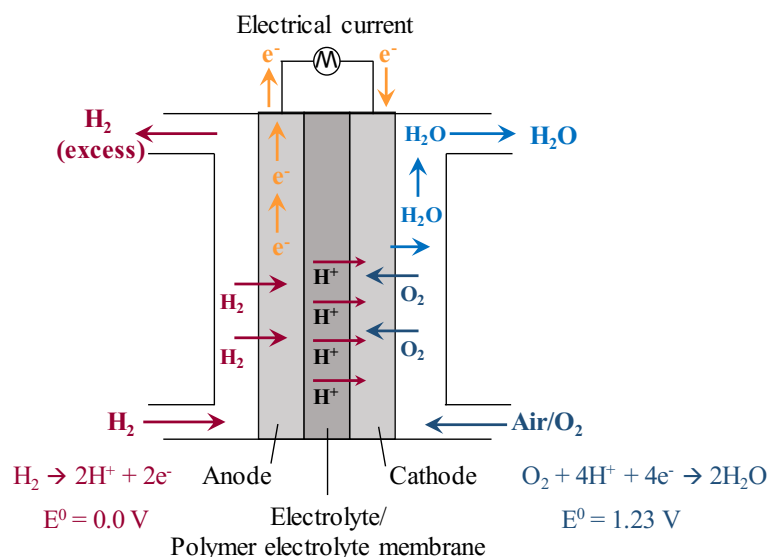 Electrical current
e⁻
e⁻
H₂
(excess)
H₂O
H₂O
e⁻
H₂O
e⁻
H⁺
H₂
O₂
H⁺
H₂
O₂
H⁺
H⁺
H₂
Air/O₂
Anode
Cathode
H₂ → 2H⁺ + 2e⁻
O₂ + 4H⁺ + 4e⁻ → 2H₂O
E⁰ = 0.0 V
Electrolyte/
Polymer electrolyte membrane
E⁰ = 1.23 V